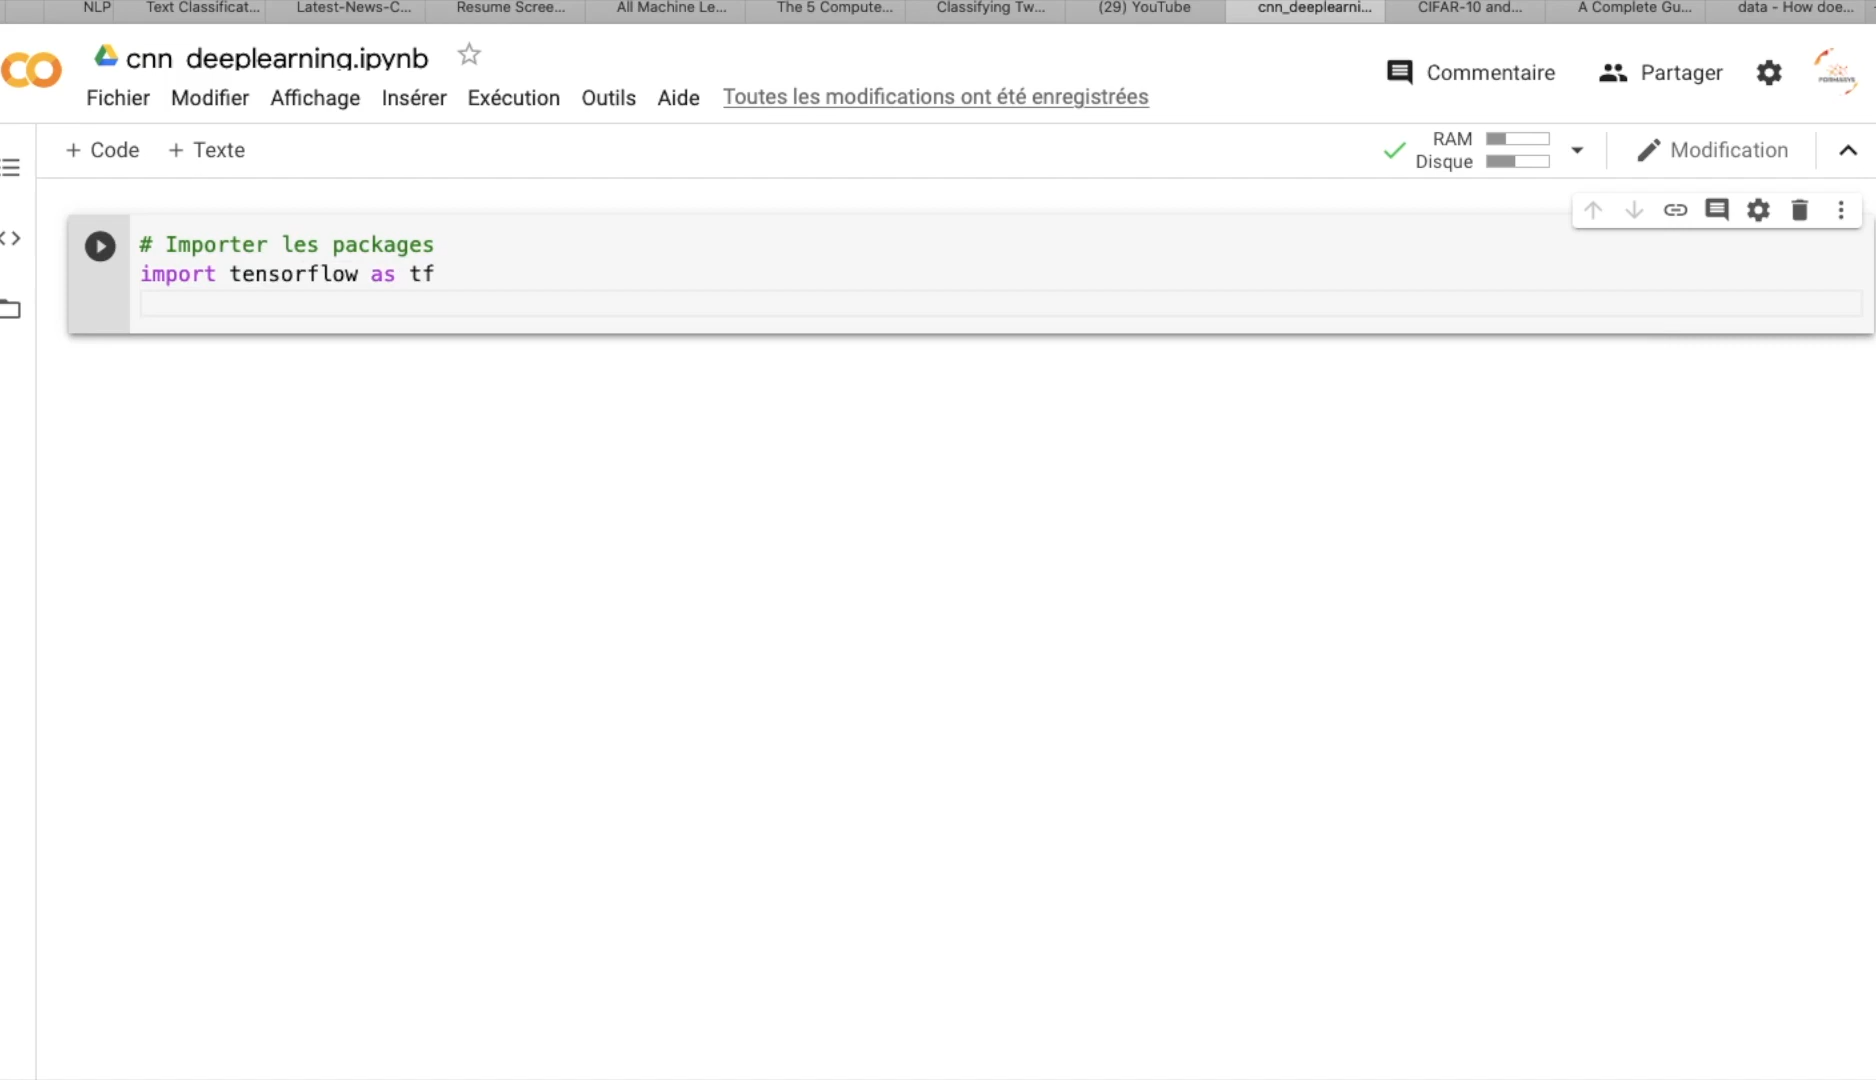 NLP
Text Classificat...
Latest-News-C...
Resume Scree...
All Machine Le...
The 5 Compute...
Classifying Tw...
(29) YouTube
cnn_deeplearni...
CIFAR-10 and...
A Complete Gu...
data - How doe...
cnn_deeplearning.ipynb
Commentaire
Partager
Fichier Modifier Affichage Insérer Exécution Outils Aide Toutes les modifications ont été enregistrées
+ Code + Texte
RAM
Disque
Modification
# Importer les packages
import tensorflow as tf